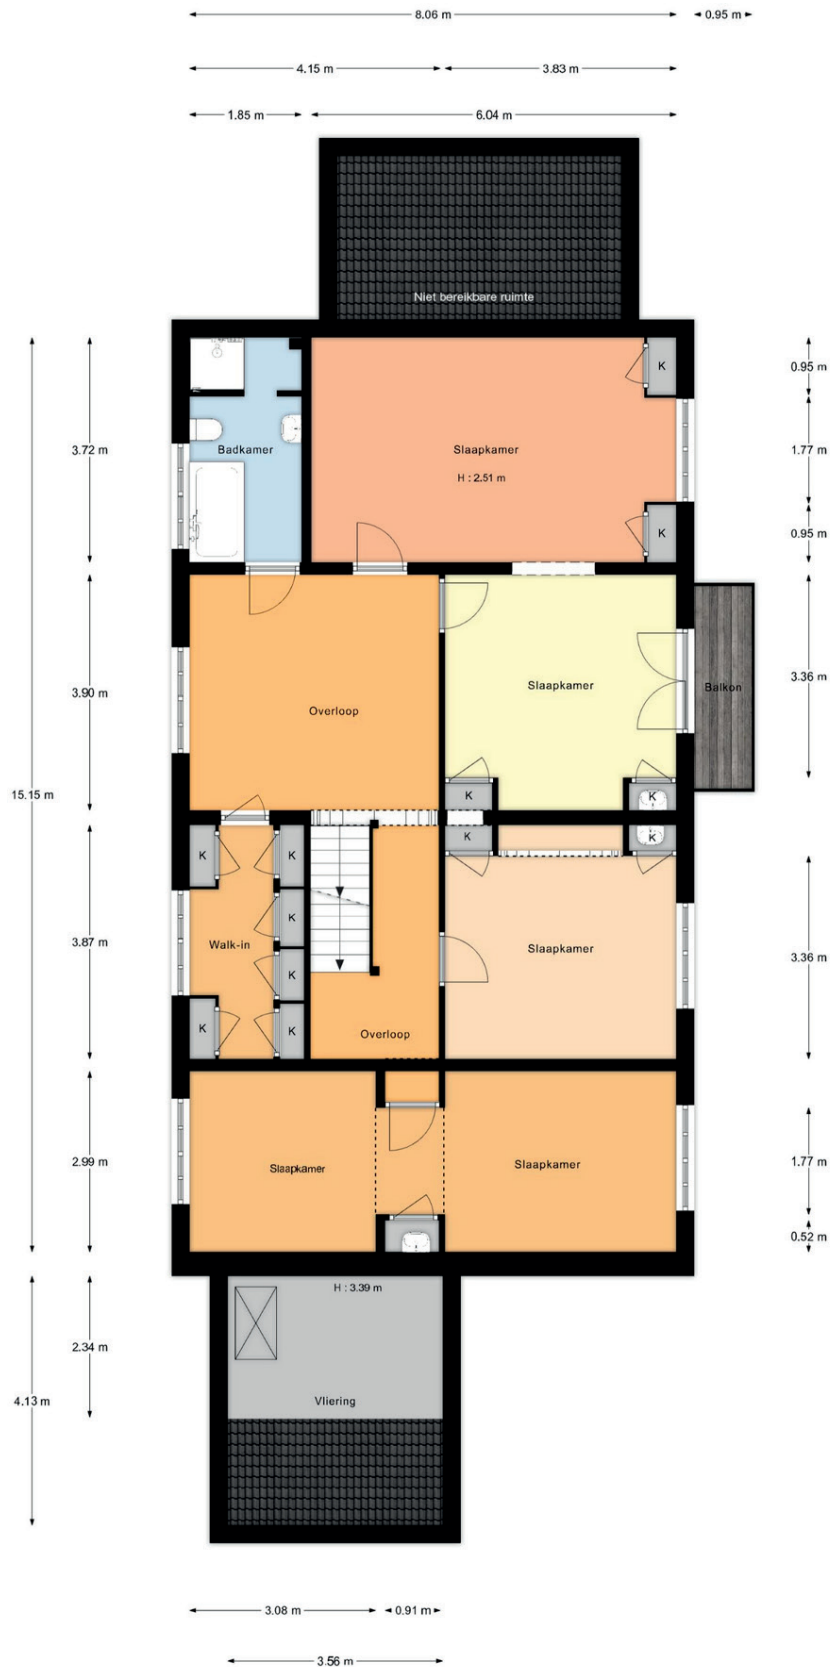 8.06 m
0.95 m
4.15 m
3.83 m
1.85 m
6.04 m
Niet bereikbare ruimte
K
0.95 m
3.72 m
Badkamer
Slaapkamer
1.77 m
H : 2.51 m
K
0.95 m
3.90 m
Slaapkamer
Balkon
3.36 m
Overloop
15.15 m
K
K
K
K
K
K
K
3.87 m
Walk-in
Slaapkamer
3.36 m
K
K
K
K
Overloop
2.99 m
Slaapkamer
Slaapkamer
1.77 m
0.52 m
H : 3.39 m
2.34 m
4.13 m
Vliering
3.08 m
0.91 m
3.56 m